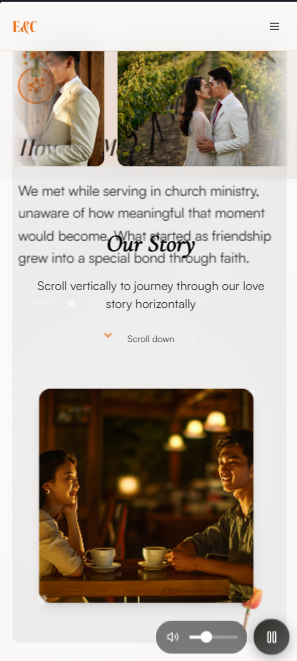 E&C
How
M
We met while serving in church ministry,
unaware of how meaningful that moment
would become. What started as friendship
grew into a special bond through faith.
Our Story
Scroll vertically to journey through our love
story horizontally
Scroll down